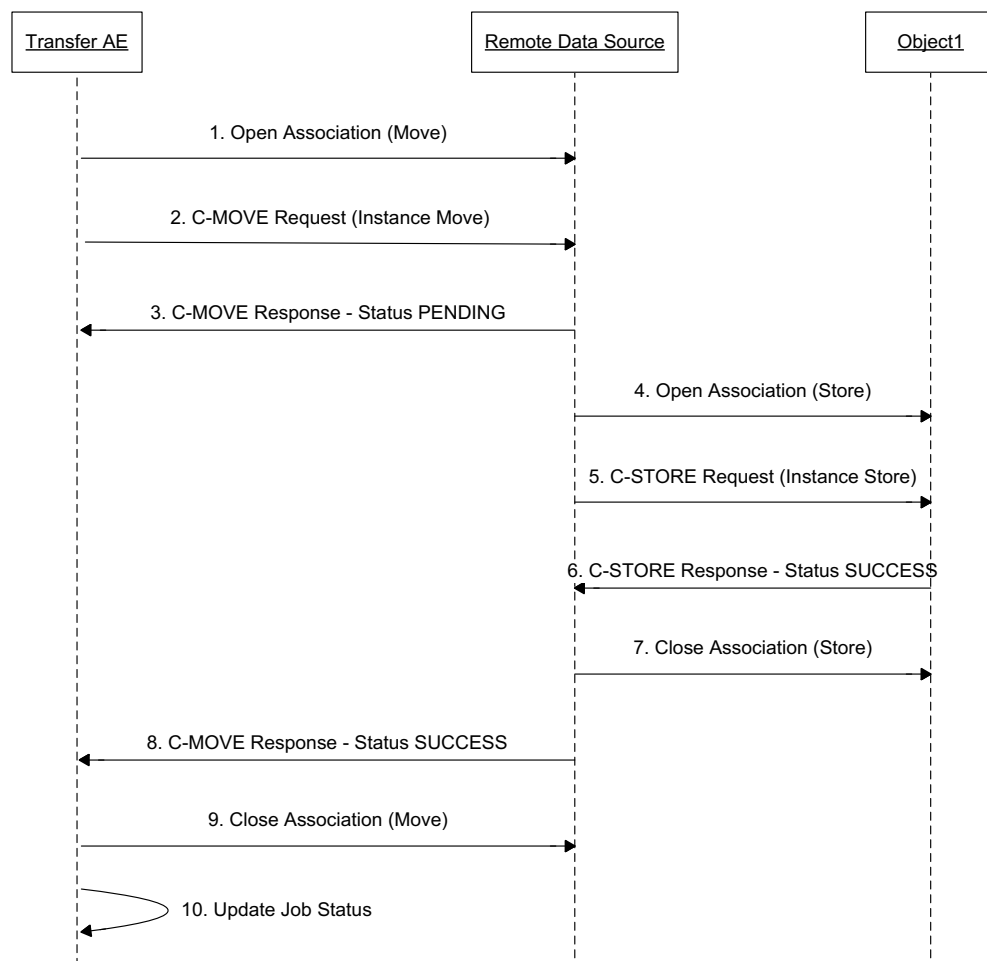 Transfer AE
Remote Data Source
Object1
1. Open Association (Move)
2. C-MOVE Request (Instance Move)
3. C-MOVE Response - Status PENDING
4. Open Association (Store)
5. C-STORE Request (Instance Store)
6. C-STORE Response - Status SUCCESS
7. Close Association (Store)
8. C-MOVE Response - Status SUCCESS
9. Close Association (Move)
10. Update Job Status